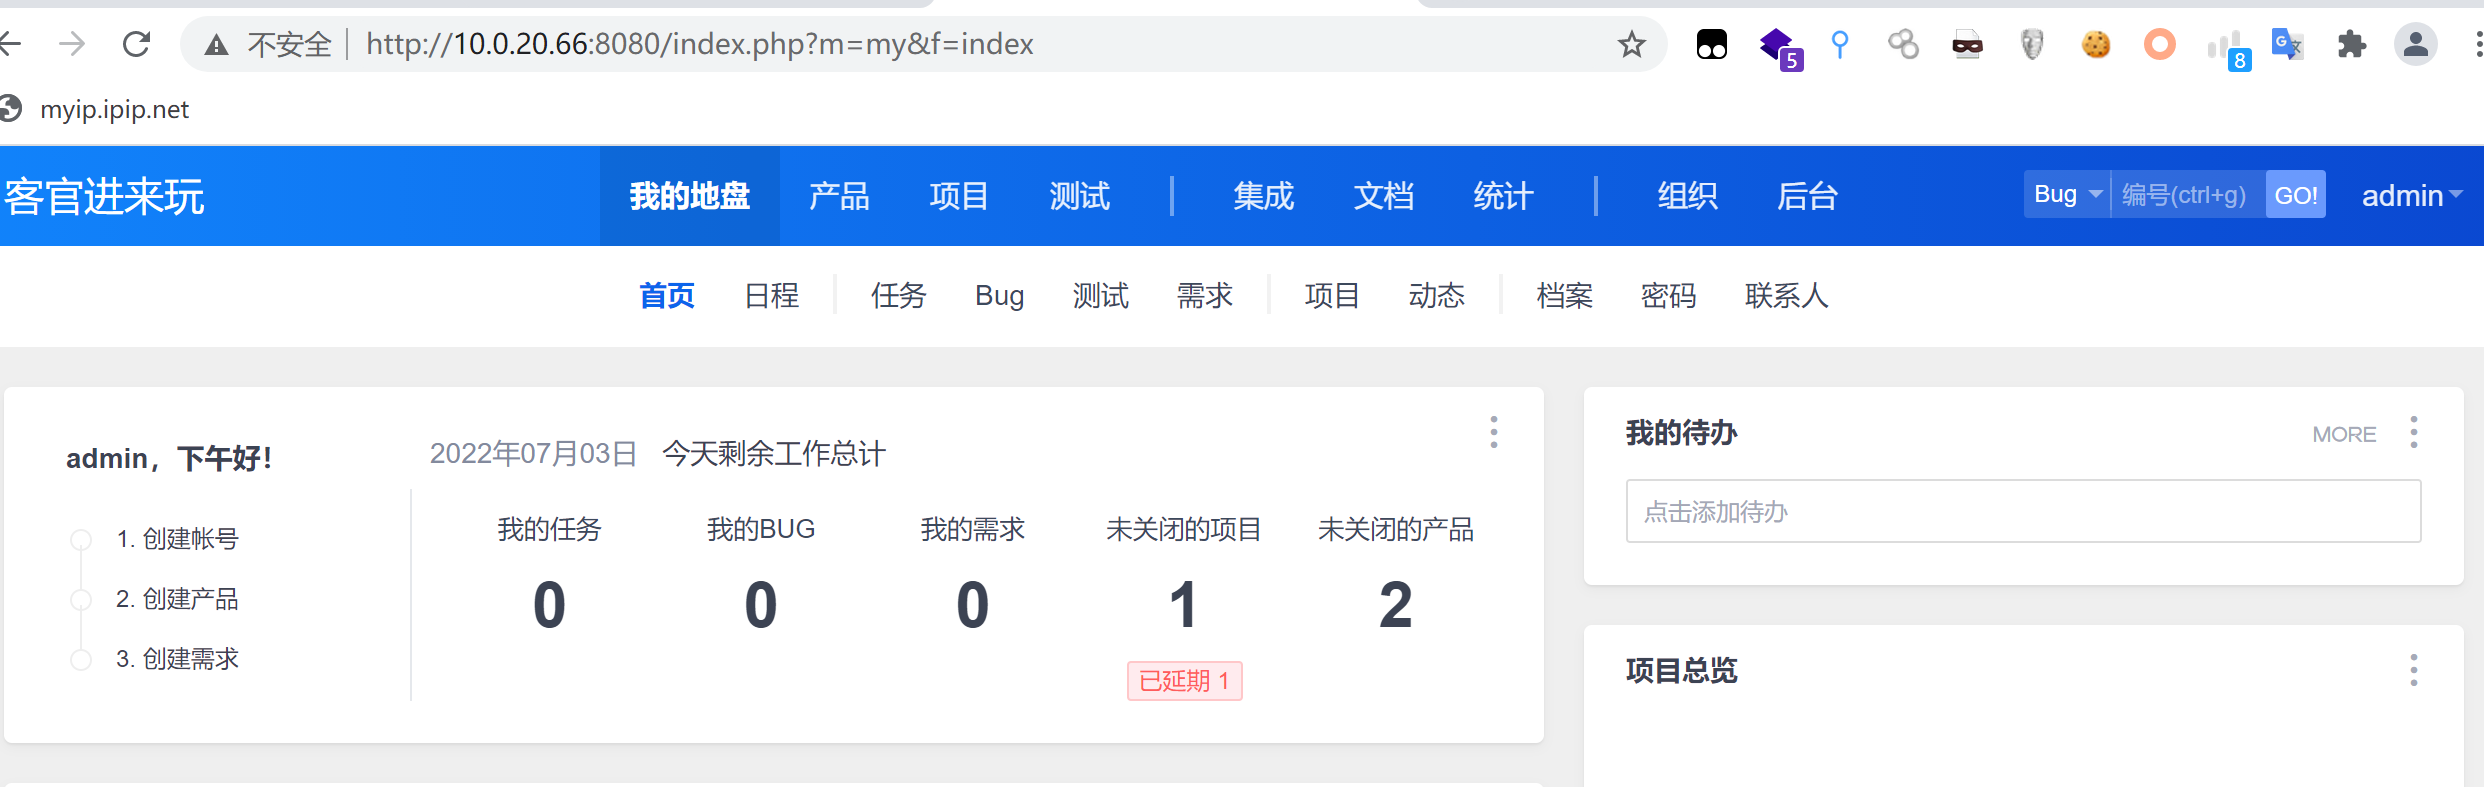 不安全 http://10.0.20.66:8080/index.php?m=my&f=index 5 8
myip.ipip.net
客官进来玩 我的地盘 产品 项目 测试 集成 文档 统计 组织 后台 Bug 编号(ctrl+g) GO! admin
首页 日程 任务 Bug 测试 需求 项目 动态 档案 密码 联系人
admin，下午好！ 2022年07月03日 今天剩余工作总计
1. 创建帐号
2. 创建产品
3. 创建需求
我的任务 我的BUG 我的需求 未关闭的项目 未关闭的产品
0 0 0 1 2
已延期 1
我的待办 MORE
点击添加待办
项目总览